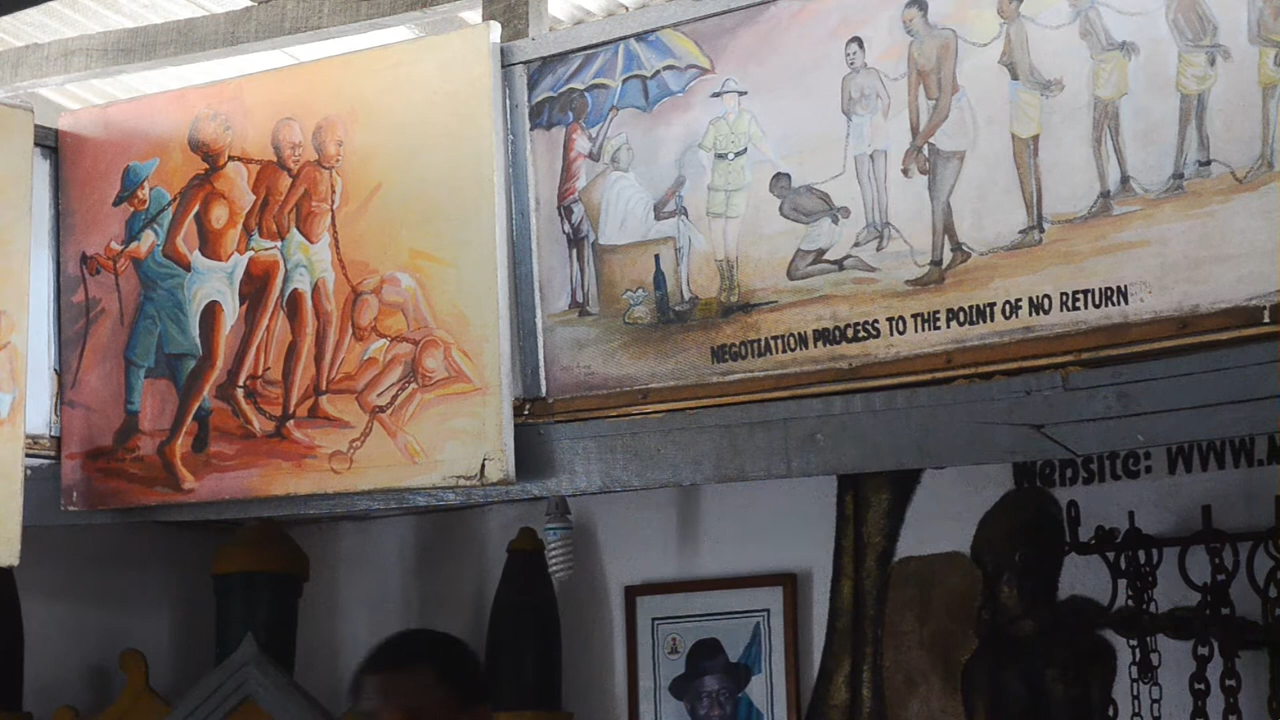 NEGOTIATION PROCESS TO THE POINT OF NO RETURN
Website: WWW.